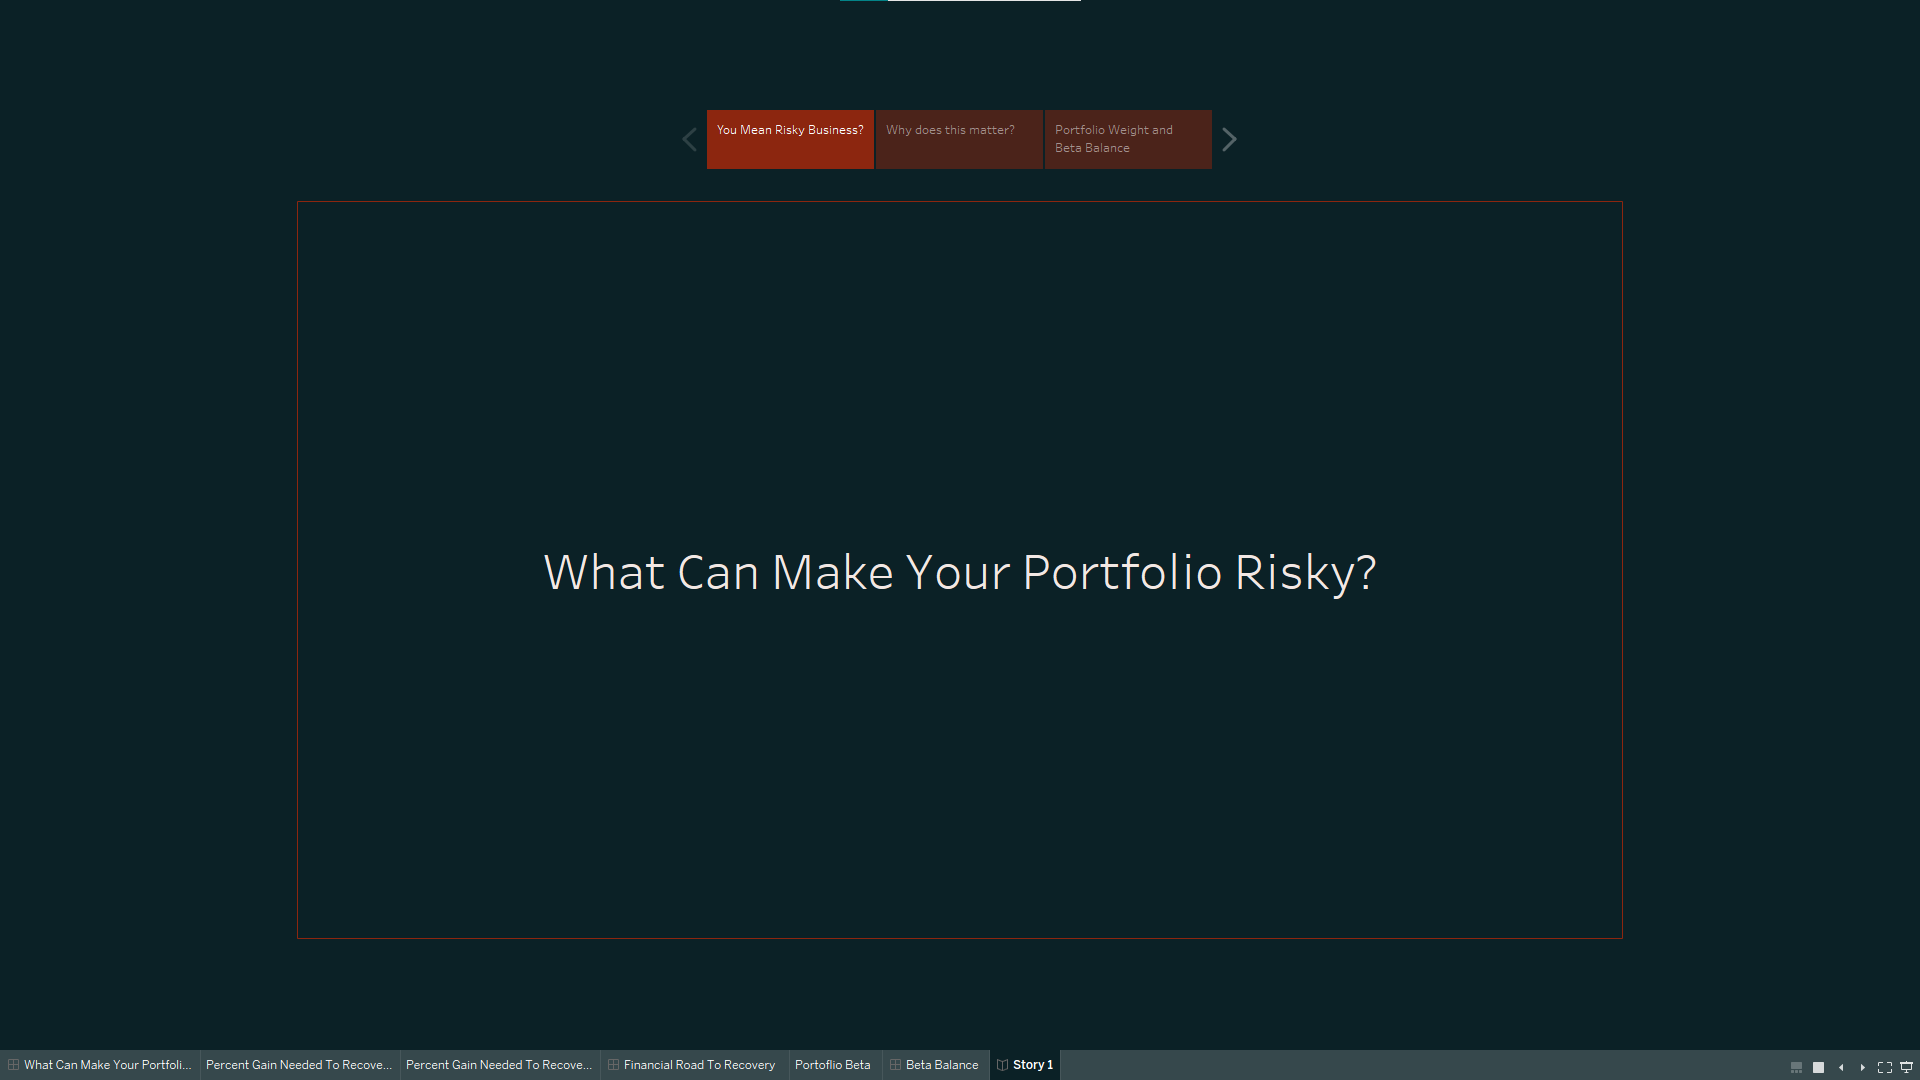 You Mean Risky Business?
Why does this matter?
Portfolio Weight and
Beta Balance
What Can Make Your Portfolio Risky?
What Can Make Your Portfoli...
Percent Gain Needed To Recove...
Percent Gain Needed To Recove...
Financial Road To Recovery
Portoflio Beta
Beta Balance
Story 1